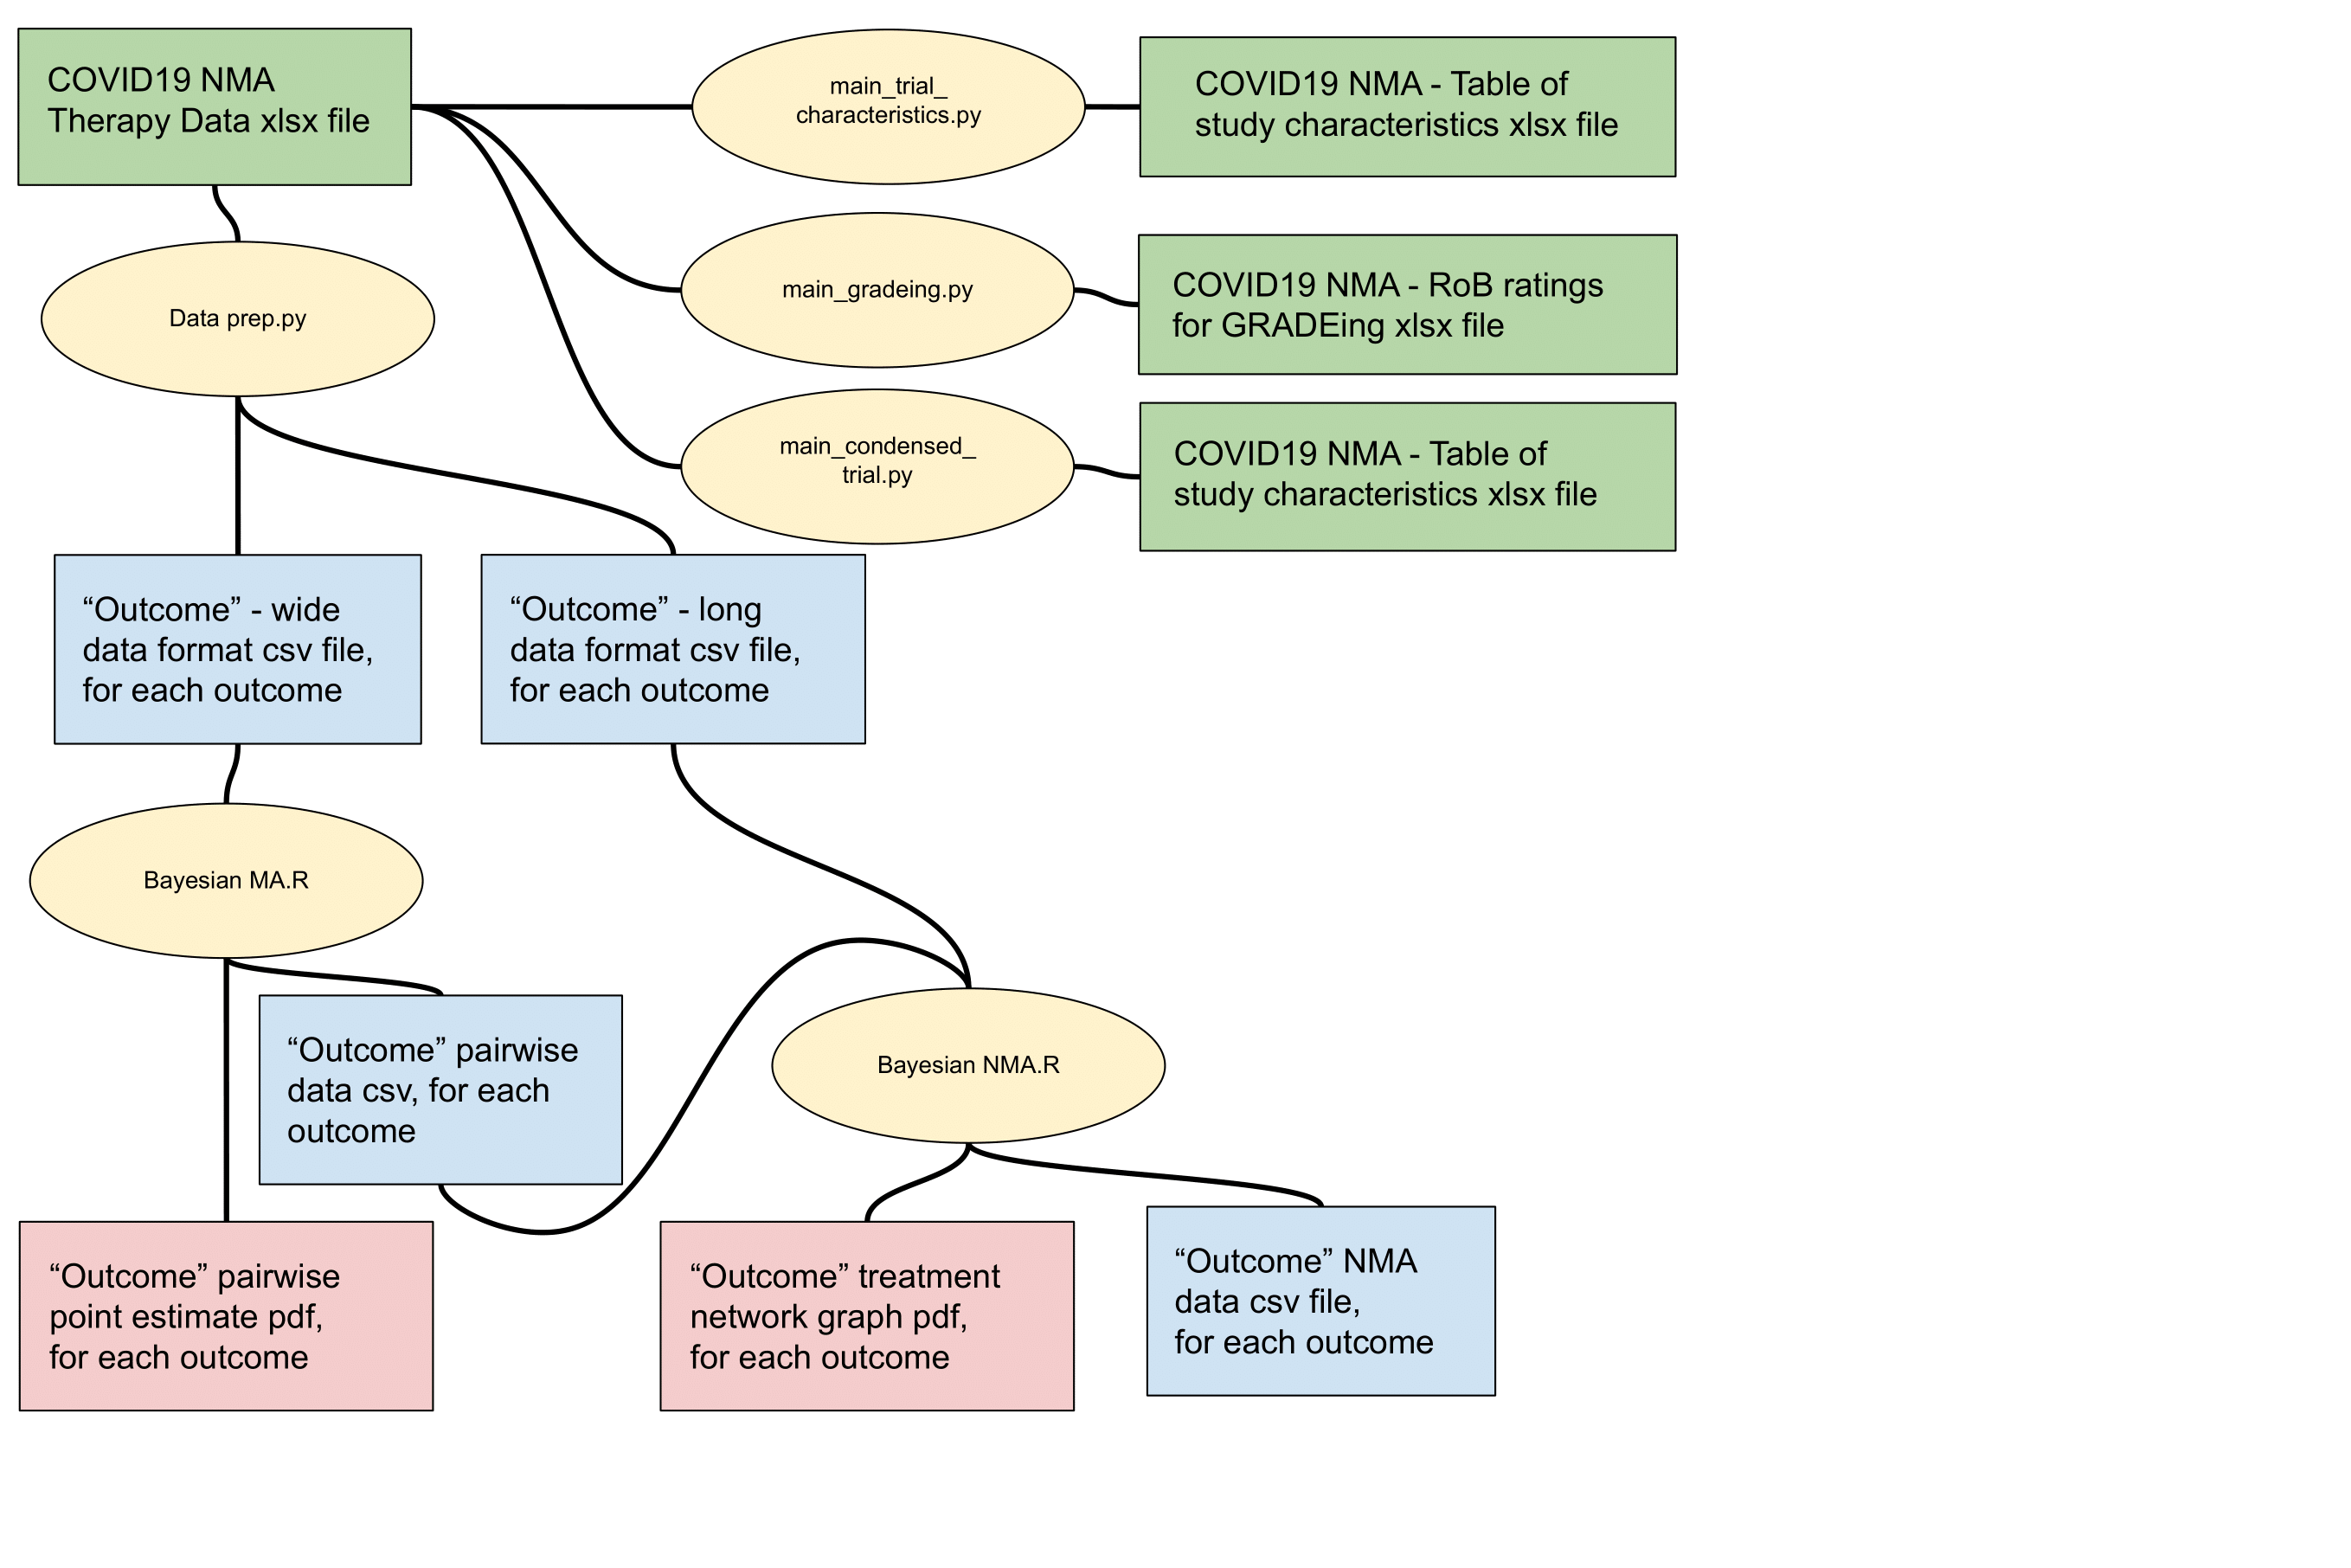 COVID19 NMA
Therapy Data xlsx file
main_trial_
characteristics.py
COVID19 NMA - Table of
study characteristics xlsx file
Data prep.py
main_gradeing.py
COVID19 NMA - RoB ratings
for GRADEing xlsx file
main_condensed_
trial.py
COVID19 NMA - Table of
study characteristics xlsx file
“Outcome” - wide
data format csv file,
for each outcome
“Outcome” - long
data format csv file,
for each outcome
Bayesian MA.R
“Outcome” pairwise
data csv, for each
outcome
Bayesian NMA.R
“Outcome” pairwise
point estimate pdf,
for each outcome
“Outcome” treatment
network graph pdf,
for each outcome
“Outcome” NMA
data csv file,
for each outcome